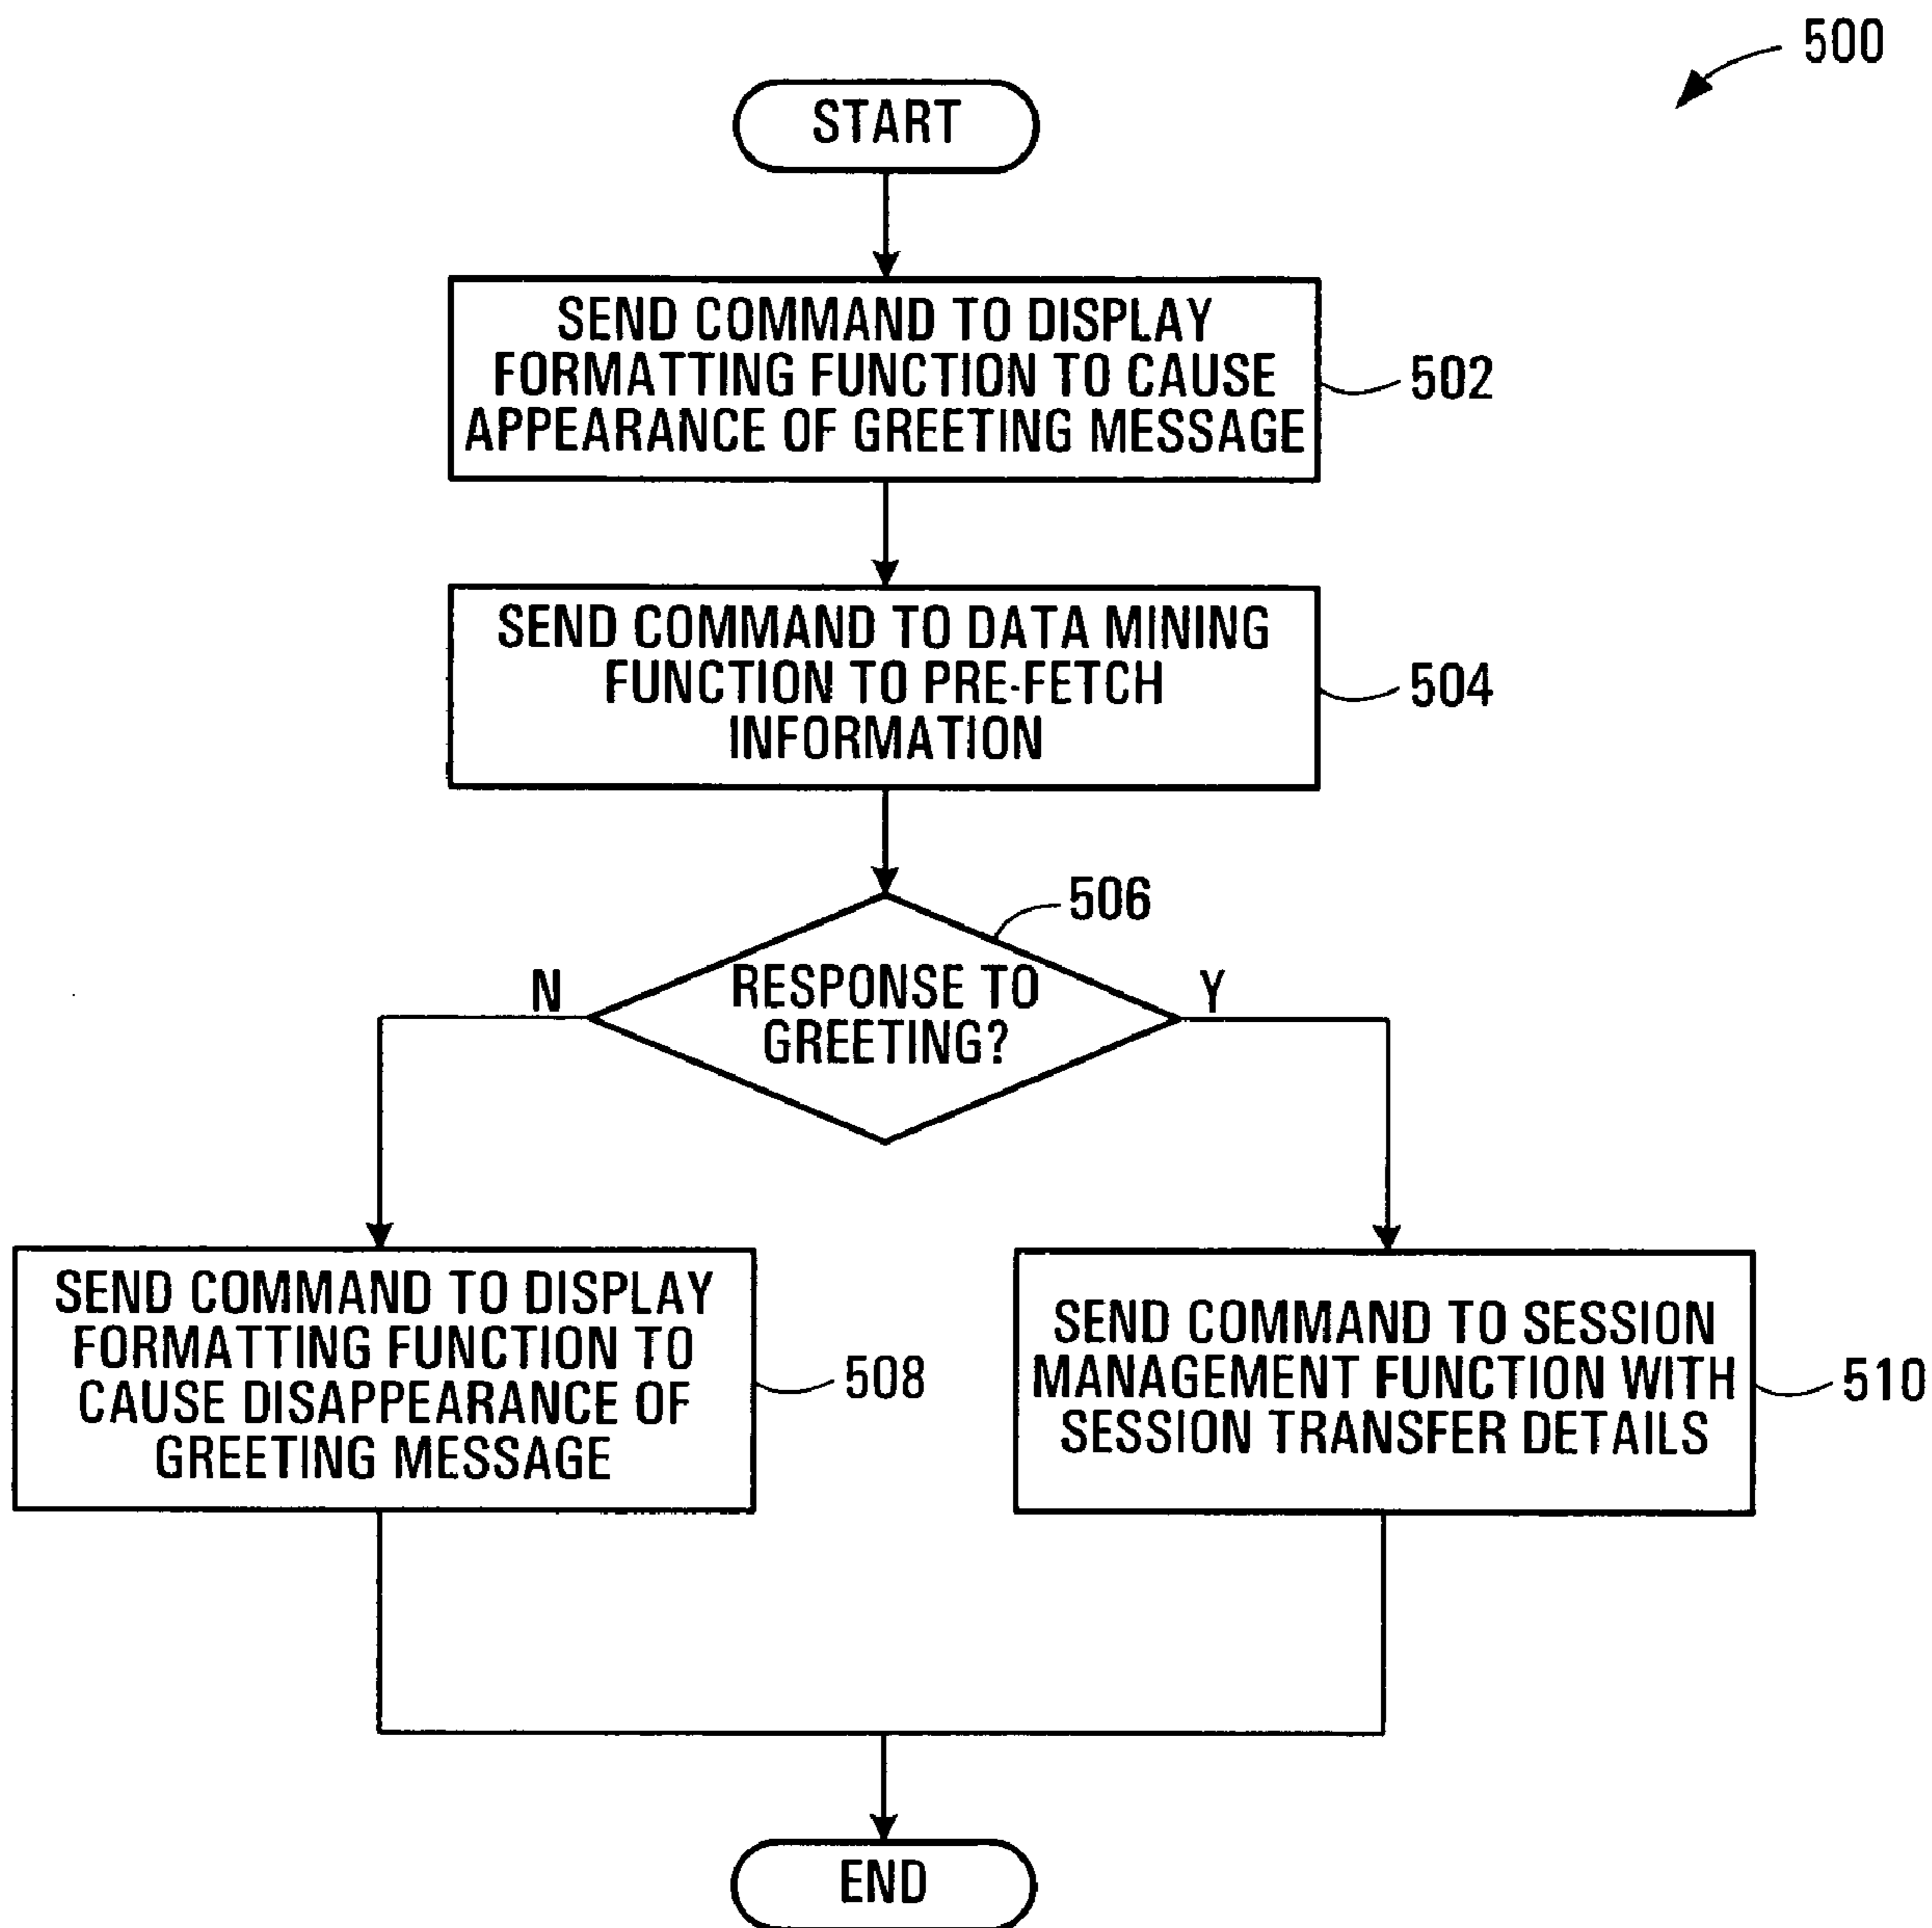 500
START
SEND COMMAND TO DISPLAY
FORMATTING FUNCTION TO CAUSE
APPEARANCE OF GREETING MESSAGE
502
SEND COMMAND TO DATA MINING
FUNCTION TO PRE-FETCH
INFORMATION
504
506
RESPONSE TO
GREETING?
N
Y
SEND COMMAND TO DISPLAY
FORMATTING FUNCTION TO
CAUSE DISAPPEARANCE OF
GREETING MESSAGE
508
SEND COMMAND TO SESSION
MANAGEMENT FUNCTION WITH
SESSION TRANSFER DETAILS
510
END